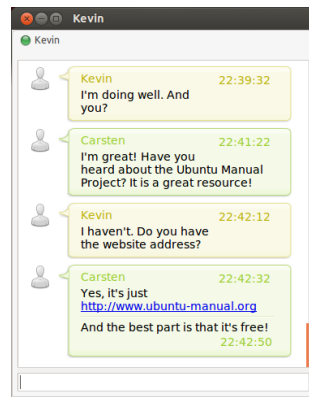 Kevin
Kevin
Kevin 22:39:32
I'm doing well. And
you?
Carsten 22:41:22
I'm great! Have you
heard about the Ubuntu Manual
Project? It is a great resource!
Kevin 22:42:12
I haven't. Do you have
the website address?
Carsten 22:42:32
Yes, it's just
http://www.ubuntu-manual.org
And the best part is that it's free!
22:42:50